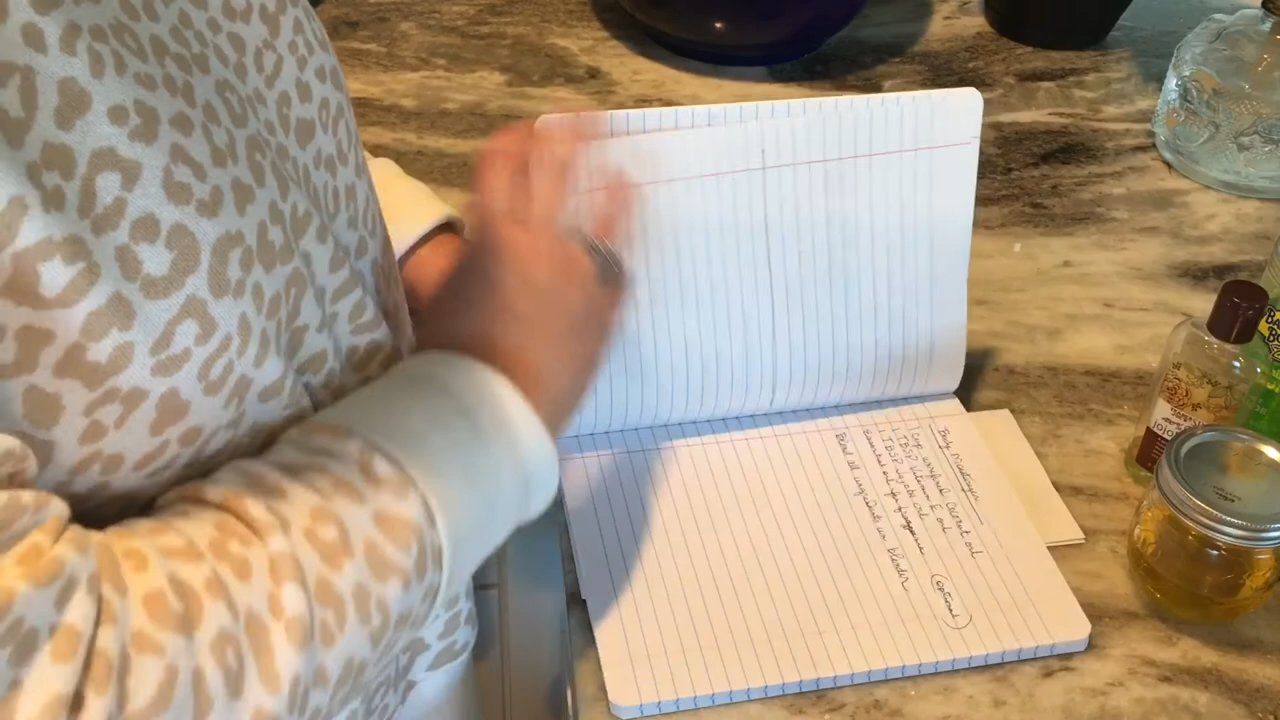 Body Moisturizer
1 Cup unrefined Coconut oil
1 TBSP Vitamin E oil
1 TBSP Jojoba oil
Essential oil for fragrance (optional)
Blend all ingredients in blender
JOJO